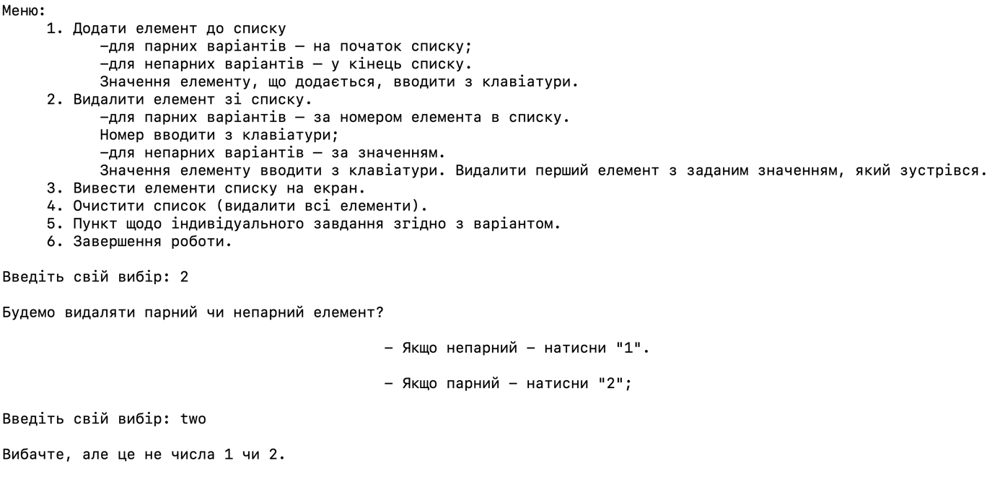 Меню:
1. Додати елемент до списку
–для парних варіантів – на початок списку;
–для непарних варіантів – у кінець списку.
Значення елементу, що додається, вводити з клавіатури.
2. Видалити елемент зі списку.
–для парних варіантів – за номером елемента в списку.
Номер вводити з клавіатури;
–для непарних варіантів – за значенням.
Значення елементу вводити з клавіатури. Видалити перший елемент з заданим значенням, який зустрівся.
3. Вивести елементи списку на екран.
4. Очистити список (видалити всі елементи).
5. Пункт щодо індивідуального завдання згідно з варіантом.
6. Завершення роботи.
Введіть свій вибір: 2
Будемо видаляти парний чи непарний елемент?
– Якщо непарний – натисни "1".
– Якщо парний – натисни "2";
Введіть свій вибір: two
Вибачте, але це не числа 1 чи 2.